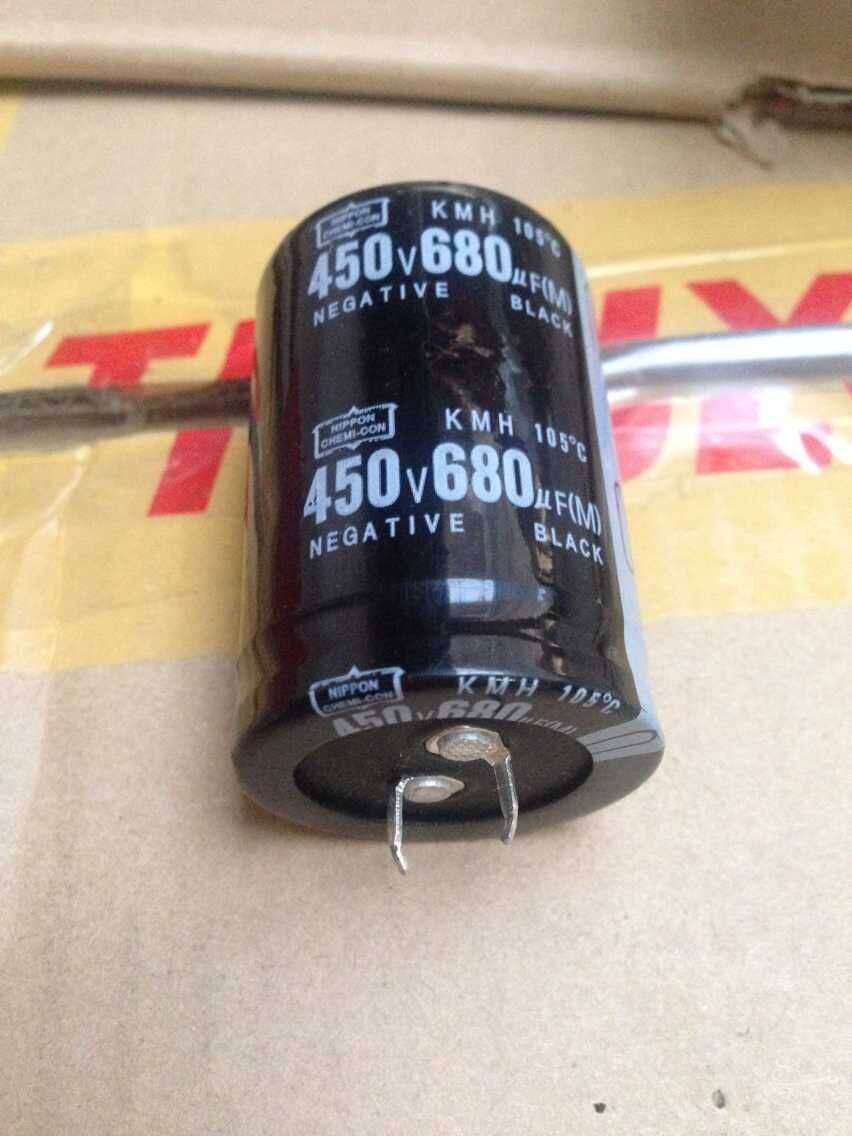 NIPPON
CHEMI-CON
KMH 105°C
450V680μF(M)
NEGATIVE BLACK
NIPPON
CHEMI-CON
KMH 105°C
450V680μF(M)
NEGATIVE BLACK
NIPPON
CHEMI-CON
KMH 105°C
450V680μF(M)